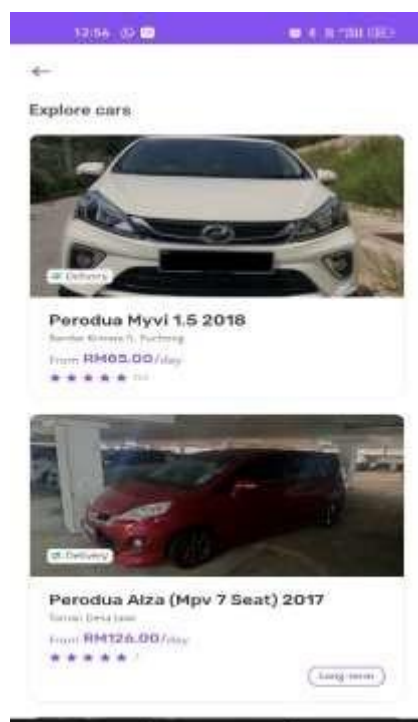 12:56
Explore cars
Delivery
Perodua Myvi 1.5 2018
From RM65.00/day
Delivery
Perodua Alza (Mpv 7 Seat) 2017
From RM126.00/day
Long-term